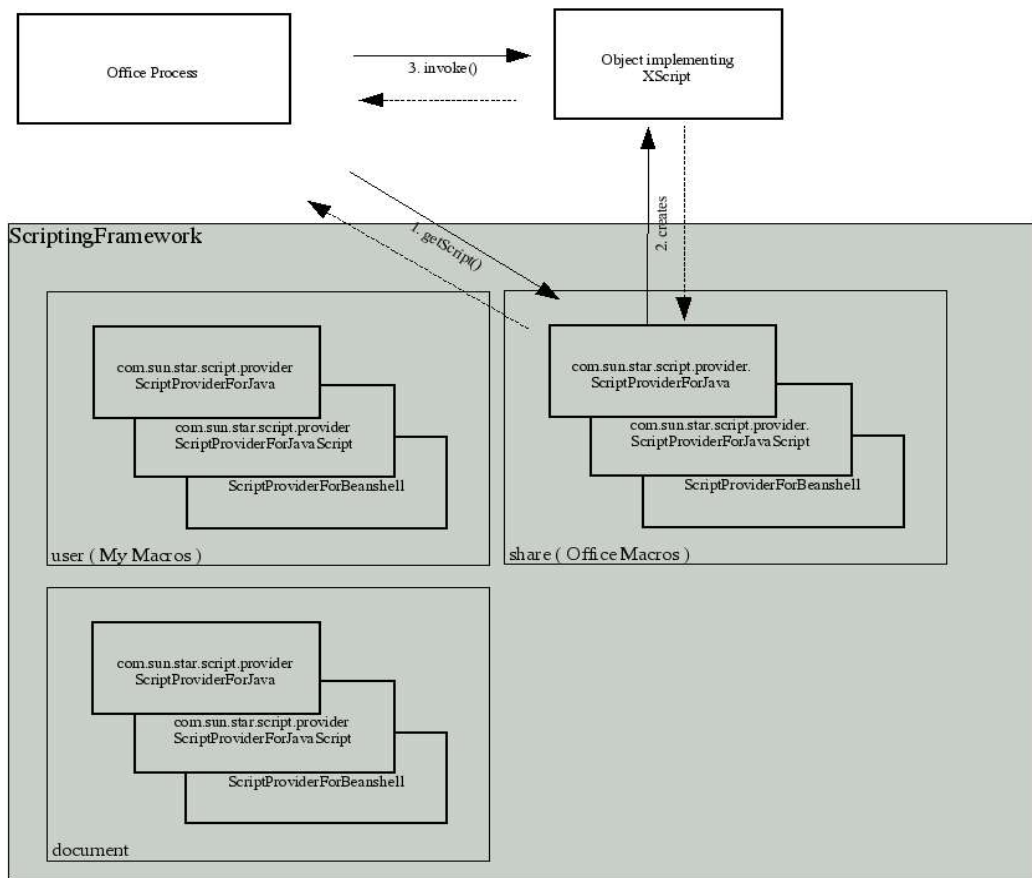 Office Process
3. invoke()
Object implementing
XScript
1. getScript()
2. creates
ScriptingFramework
com.sun.star.script.provider
ScriptProviderForJava
com.sun.star.script.provider
ScriptProviderForJavaScript
ScriptProviderForBeanshell
user ( My Macros )
com.sun.star.script.provider.
ScriptProviderForJava
com.sun.star.script.provider.
ScriptProviderForJavaScript
ScriptProviderForBeanshell
share ( Office Macros )
com.sun.star.script.provider
ScriptProviderForJava
com.sun.star.script.provider
ScriptProviderForJavaScript
ScriptProviderForBeanshell
document